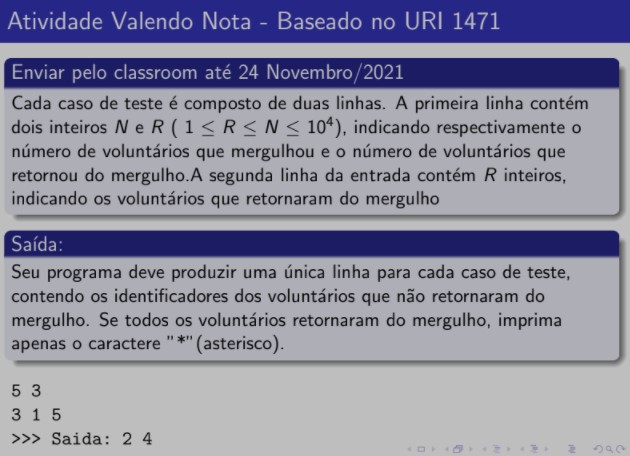 Atividade Valendo Nota - Baseado no URI 1471
Enviar pelo classroom até 24 Novembro/2021
Cada caso de teste é composto de duas linhas. A primeira linha contém
dois inteiros N e R ( 1 ≤ R ≤ N ≤ 10⁴), indicando respectivamente o
número de voluntários que mergulhou e o número de voluntários que
retornou do mergulho.A segunda linha da entrada contém R inteiros,
indicando os voluntários que retornaram do mergulho
Saída:
Seu programa deve produzir uma única linha para cada caso de teste,
contendo os identificadores dos voluntários que não retornaram do
mergulho. Se todos os voluntários retornaram do mergulho, imprima
apenas o caractere "*"(asterisco).
5 3
3 1 5
>>> Saida: 2 4